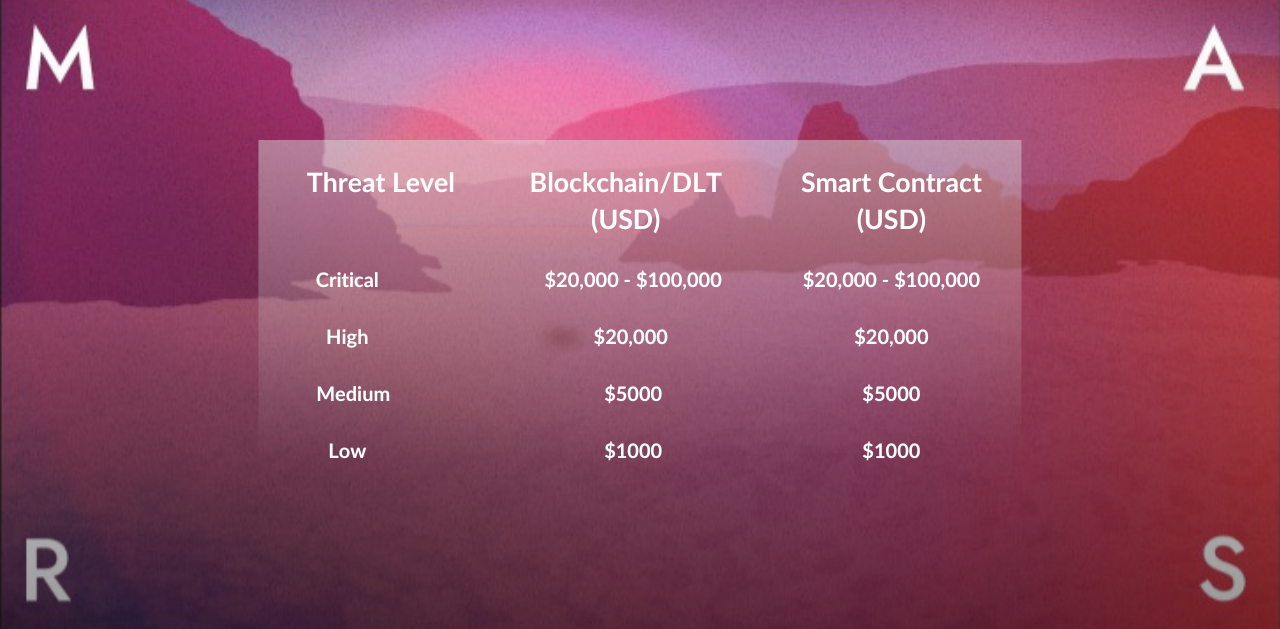 M A
Threat Level Blockchain/DLT (USD) Smart Contract (USD)
Critical $20,000 - $100,000 $20,000 - $100,000
High $20,000 $20,000
Medium $5000 $5000
Low $1000 $1000
R S